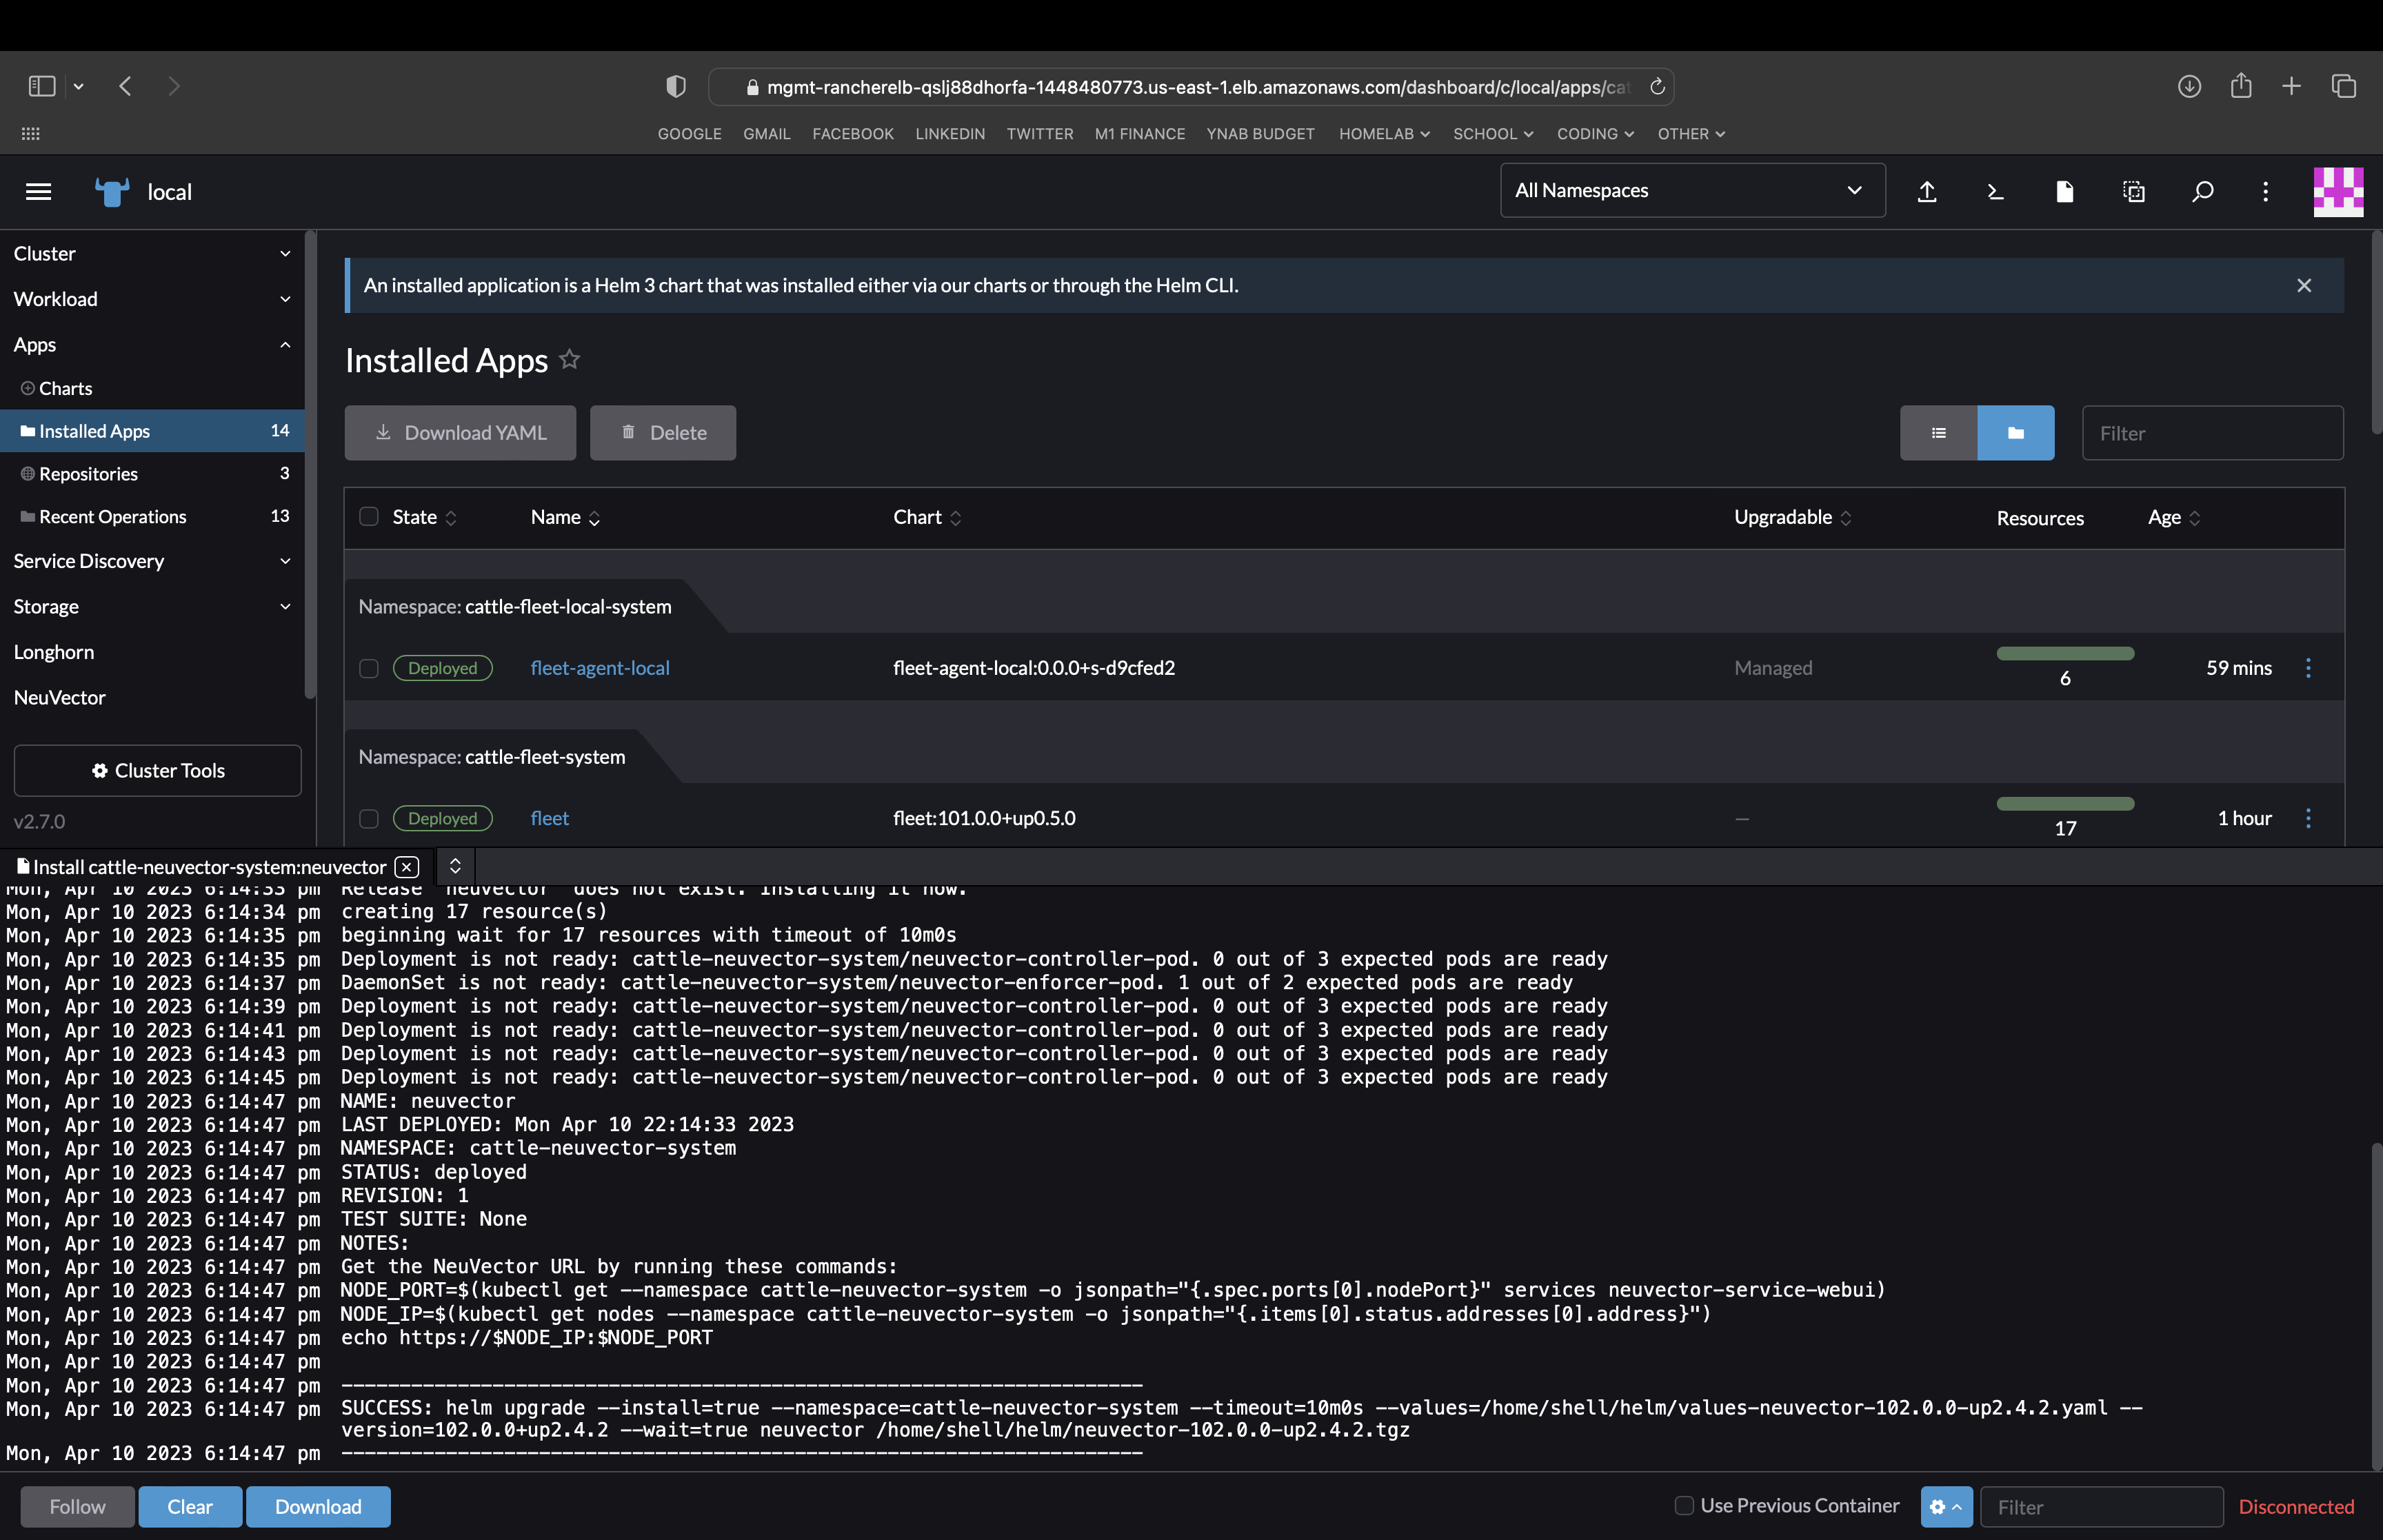 mgmt-rancherelb-qslj88dhorfa-1448480773.us-east-1.elb.amazonaws.com/dashboard/c/local/apps/cat
GOOGLE GMAIL FACEBOOK LINKEDIN TWITTER M1 FINANCE YNAB BUDGET HOMELAB SCHOOL CODING OTHER
local
All Namespaces
Cluster
Workload
Apps
Charts
Installed Apps 14
Repositories 3
Recent Operations 13
Service Discovery
Storage
Longhorn
NeuVector
Cluster Tools
v2.7.0
An installed application is a Helm 3 chart that was installed either via our charts or through the Helm CLI.
Installed Apps
Download YAML Delete
Filter
State Name Chart Upgradable Resources Age
Namespace: cattle-fleet-local-system
Deployed fleet-agent-local fleet-agent-local:0.0.0+s-d9cfed2 Managed 6 59 mins
Namespace: cattle-fleet-system
Deployed fleet fleet:101.0.0+up0.5.0 — 17 1 hour
Install cattle-neuvector-system:neuvector
Mon, Apr 10 2023 6:14:33 pm Release "neuvector" does not exist. Installing it now.
Mon, Apr 10 2023 6:14:34 pm creating 17 resource(s)
Mon, Apr 10 2023 6:14:35 pm beginning wait for 17 resources with timeout of 10m0s
Mon, Apr 10 2023 6:14:35 pm Deployment is not ready: cattle-neuvector-system/neuvector-controller-pod. 0 out of 3 expected pods are ready
Mon, Apr 10 2023 6:14:37 pm DaemonSet is not ready: cattle-neuvector-system/neuvector-enforcer-pod. 1 out of 2 expected pods are ready
Mon, Apr 10 2023 6:14:39 pm Deployment is not ready: cattle-neuvector-system/neuvector-controller-pod. 0 out of 3 expected pods are ready
Mon, Apr 10 2023 6:14:41 pm Deployment is not ready: cattle-neuvector-system/neuvector-controller-pod. 0 out of 3 expected pods are ready
Mon, Apr 10 2023 6:14:43 pm Deployment is not ready: cattle-neuvector-system/neuvector-controller-pod. 0 out of 3 expected pods are ready
Mon, Apr 10 2023 6:14:45 pm Deployment is not ready: cattle-neuvector-system/neuvector-controller-pod. 0 out of 3 expected pods are ready
Mon, Apr 10 2023 6:14:47 pm NAME: neuvector
Mon, Apr 10 2023 6:14:47 pm LAST DEPLOYED: Mon Apr 10 22:14:33 2023
Mon, Apr 10 2023 6:14:47 pm NAMESPACE: cattle-neuvector-system
Mon, Apr 10 2023 6:14:47 pm STATUS: deployed
Mon, Apr 10 2023 6:14:47 pm REVISION: 1
Mon, Apr 10 2023 6:14:47 pm TEST SUITE: None
Mon, Apr 10 2023 6:14:47 pm NOTES:
Mon, Apr 10 2023 6:14:47 pm Get the NeuVector URL by running these commands:
Mon, Apr 10 2023 6:14:47 pm NODE_PORT=$(kubectl get --namespace cattle-neuvector-system -o jsonpath="{.spec.ports[0].nodePort}" services neuvector-service-webui)
Mon, Apr 10 2023 6:14:47 pm NODE_IP=$(kubectl get nodes --namespace cattle-neuvector-system -o jsonpath="{.items[0].status.addresses[0].address}")
Mon, Apr 10 2023 6:14:47 pm echo https://$NODE_IP:$NODE_PORT
Mon, Apr 10 2023 6:14:47 pm
Mon, Apr 10 2023 6:14:47 pm ---------------------------------------------------------------------
Mon, Apr 10 2023 6:14:47 pm SUCCESS: helm upgrade --install=true --namespace=cattle-neuvector-system --timeout=10m0s --values=/home/shell/helm/values-neuvector-102.0.0-up2.4.2.yaml --
version=102.0.0+up2.4.2 --wait=true neuvector /home/shell/helm/neuvector-102.0.0-up2.4.2.tgz
Mon, Apr 10 2023 6:14:47 pm ---------------------------------------------------------------------
Follow Clear Download Use Previous Container Filter Disconnected